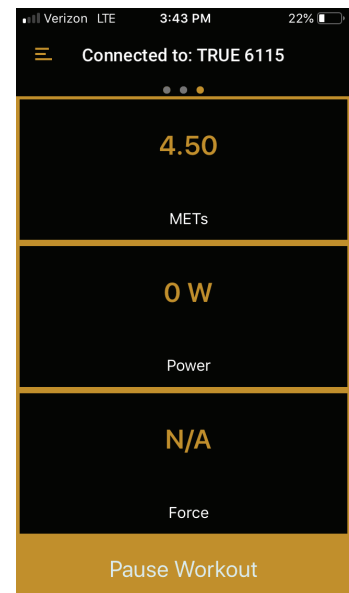 Verizon LTE 3:43 PM 22%
Connected to: TRUE 6115
4.50
METs
0 W
Power
N/A
Force
Pause Workout